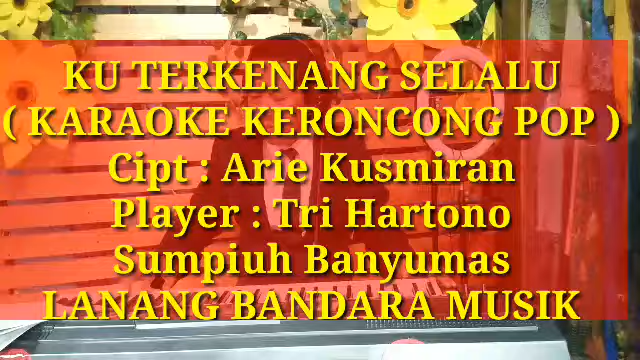 KU TERKENANG SELALU
( KARAOKE KERONCONG POP )
Cipt : Arie Kusmiran
Player : Tri Hartono
Sumpiuh Banyumas
LANANG BANDARA MUSIK